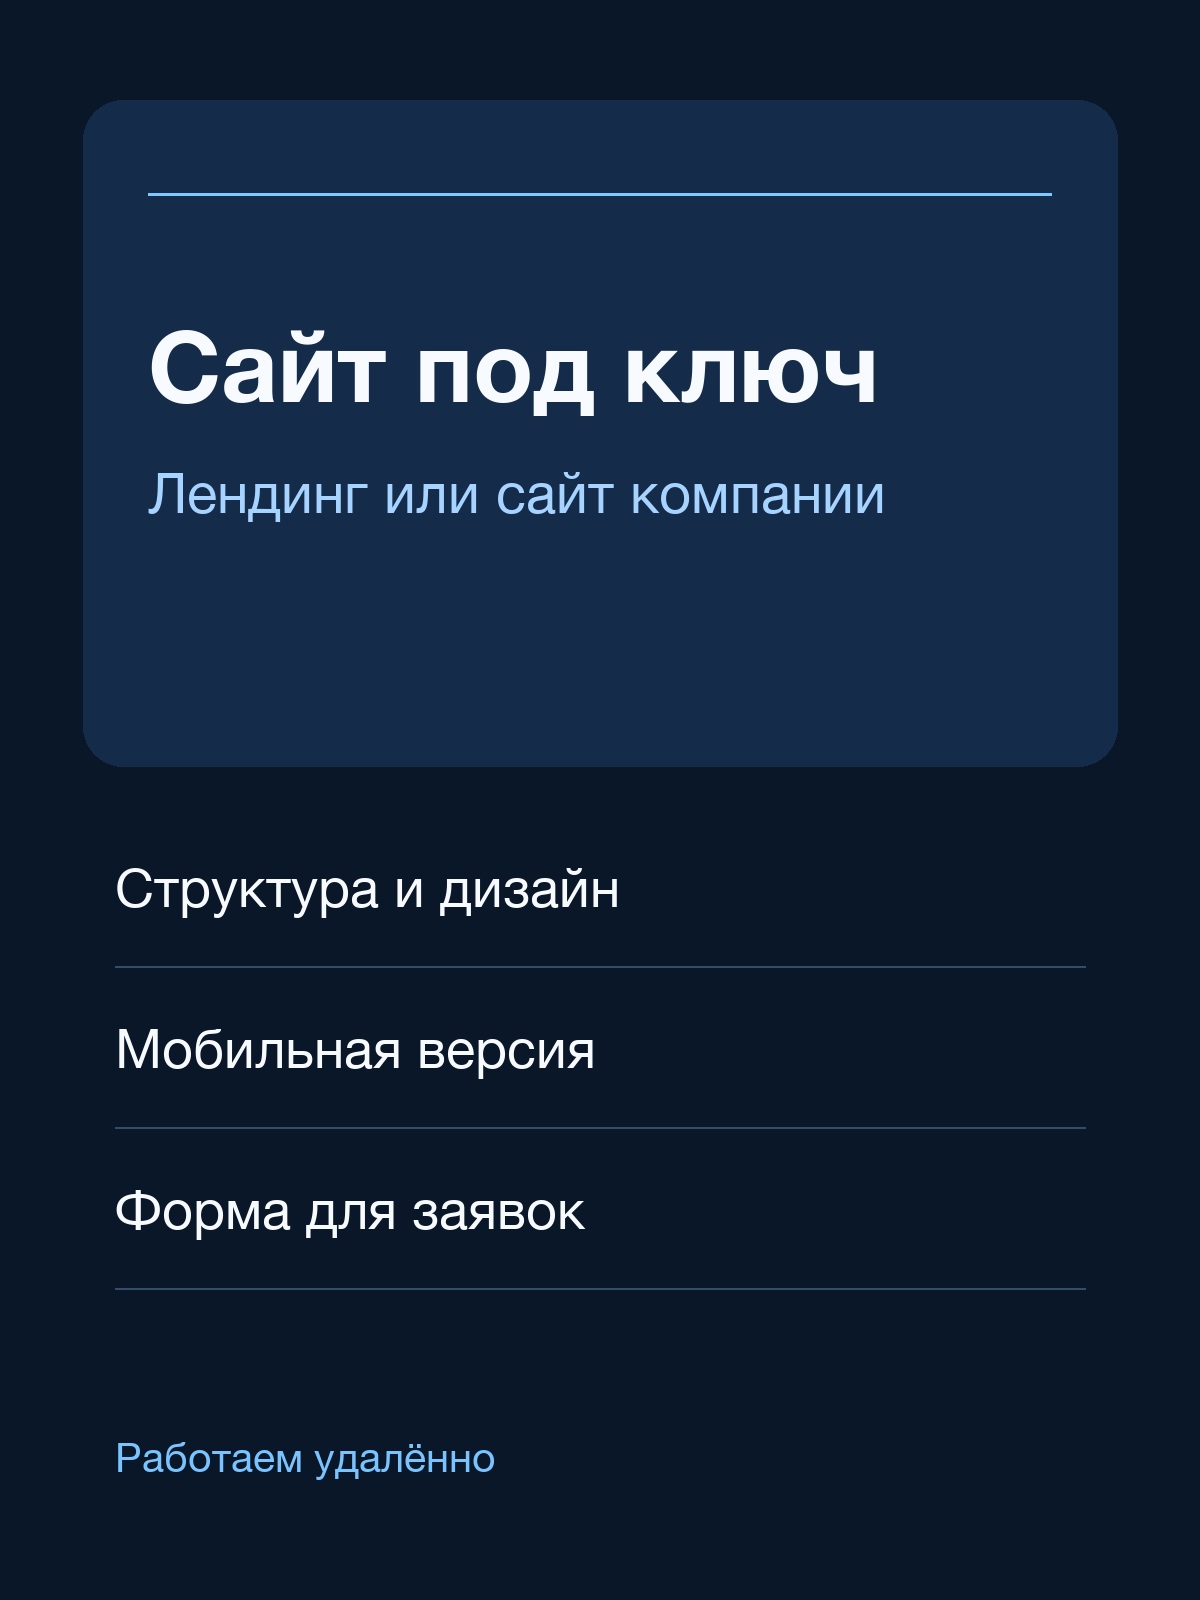 Сайт под ключ
Лендинг или сайт компании
Структура и дизайн
Мобильная версия
Форма для заявок
Работаем удалённо